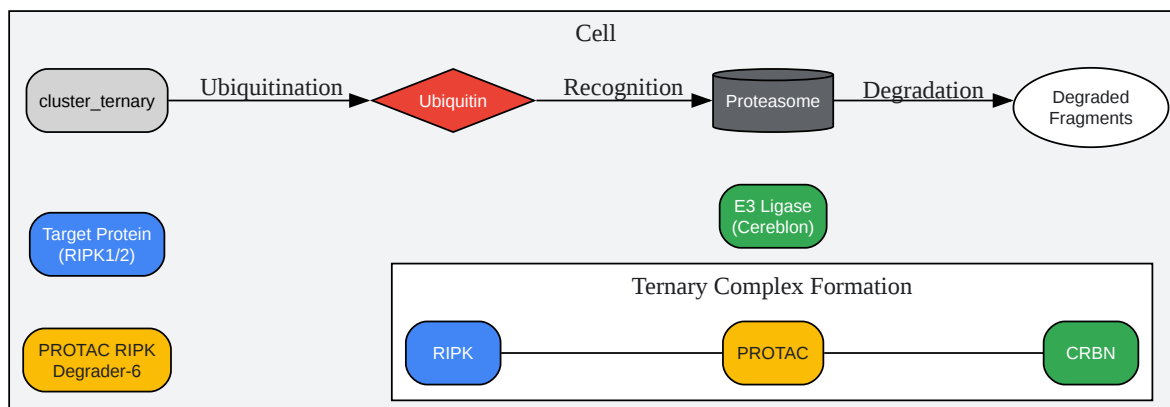 Cell
cluster_ternary
Ubiquitination
Ubiquitin
Recognition
Proteasome
Degradation
Degraded
Fragments
E3 Ligase
(Cereblon)
Target Protein
(RIPK1/2)
Ternary Complex Formation
PROTAC RIPK
Degrader-6
RIPK
PROTAC
CRBN